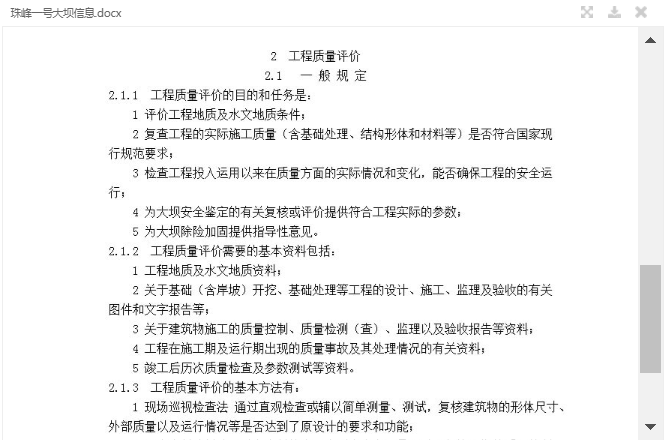 珠峰一号大坝信息.docx
2 工程质量评价
2.1 一 般 规 定
2.1.1 工程质量评价的目的和任务是：
1 评价工程地质及水文地质条件；
2 复查工程的实际施工质量（含基础处理、结构形体和材料等）是否符合国家现
行规范要求；
3 检查工程投入运用以来在质量方面的实际情况和变化，能否确保工程的安全运
行；
4 为大坝安全鉴定的有关复核或评价提供符合工程实际的参数；
5 为大坝除险加固提供指导性意见。
2.1.2 工程质量评价需要的基本资料包括：
1 工程地质及水文地质资料；
2 关于基础（含岸坡）开挖、基础处理等工程的设计、施工、监理及验收的有关
图件和文字报告等；
3 关于建筑物施工的质量控制、质量检测（查）、监理以及验收报告等资料；
4 工程在施工期及运行期出现的质量事故及其处理情况的有关资料；
5 竣工后历次质量检查及参数测试等资料。
2.1.3 工程质量评价的基本方法有：
1 现场巡视检查法 通过直观检查或辅以简单测量、测试，复核建筑物的形体尺寸、
外部质量以及运行情况等是否达到了原设计的要求和功能；